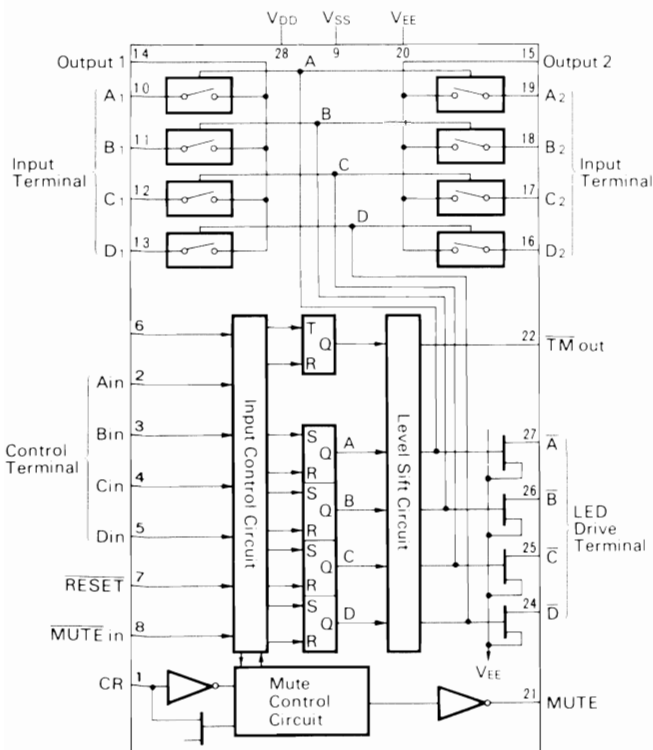 VDD VSS VEE
28 9 20
14 15
Output 1 Output 2
A
10 19
A1 A2
B
11 18
B1 B2
Input Terminal
Input Terminal
C
12 17
C1 C2
D
13 16
D1 D2
6
T Q R
22 TM out
Ain 2
Bin 3
Control Terminal
Cin 4
Din 5
RESET 7
MUTE in 8
Input Control Circuit
S Q R A
S Q R B
S Q R C
S Q R D
Level Sift Circuit
27 A
26 B
25 C
24 D
LED Drive Terminal
VEE
CR 1
Mute Control Circuit
21 MUTE